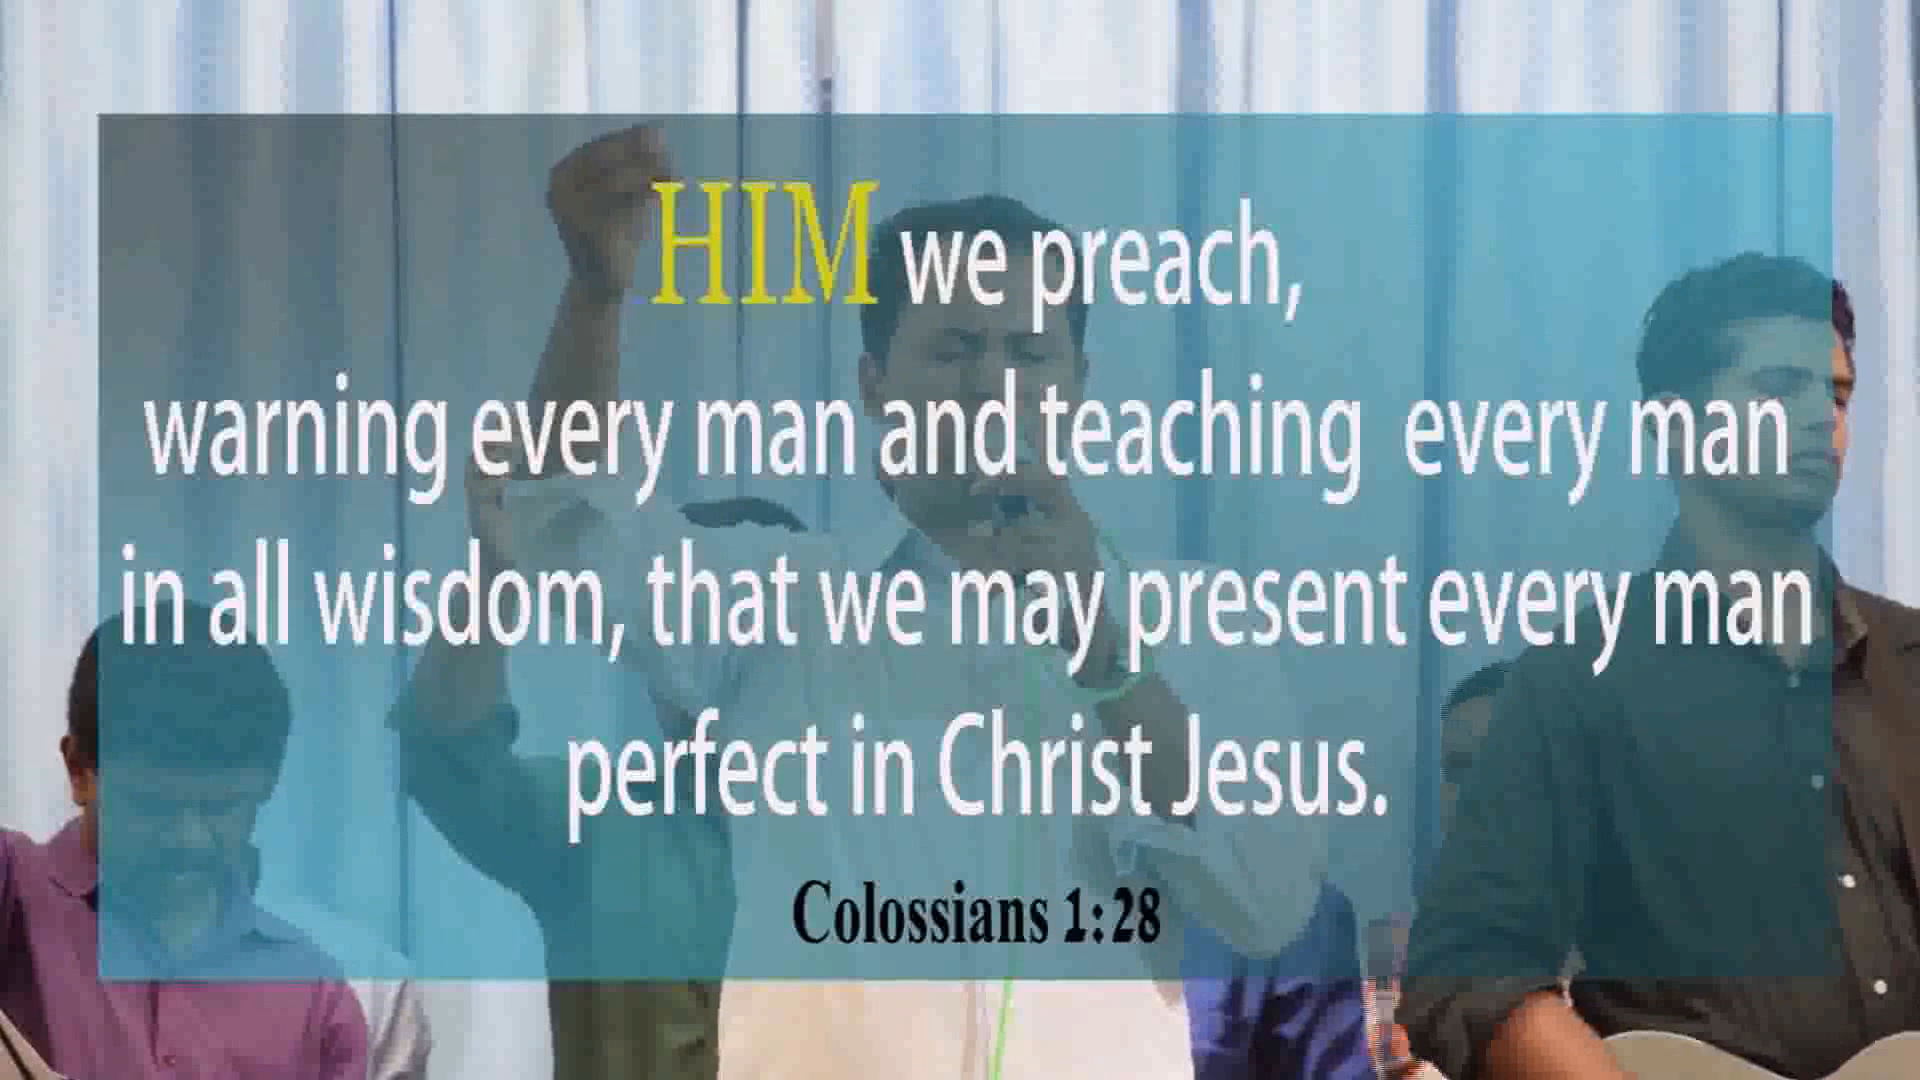 HIM we preach,
warning every man and teaching every man
in all wisdom, that we may present every man
perfect in Christ Jesus.
Colossians 1:28